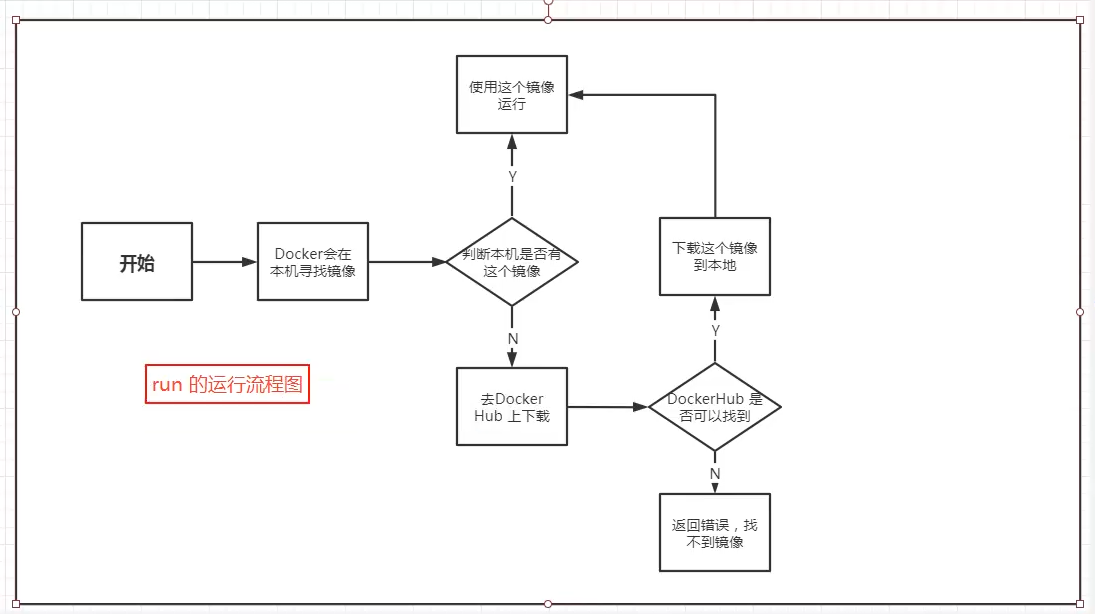 使用这个镜像
运行
Y
开始
Docker会在
本机寻找镜像
判断本机是否有
这个镜像
下载这个镜像
到本地
N
Y
run 的运行流程图
去Docker
Hub 上下载
DockerHub 是
否可以找到
N
返回错误，找
不到镜像